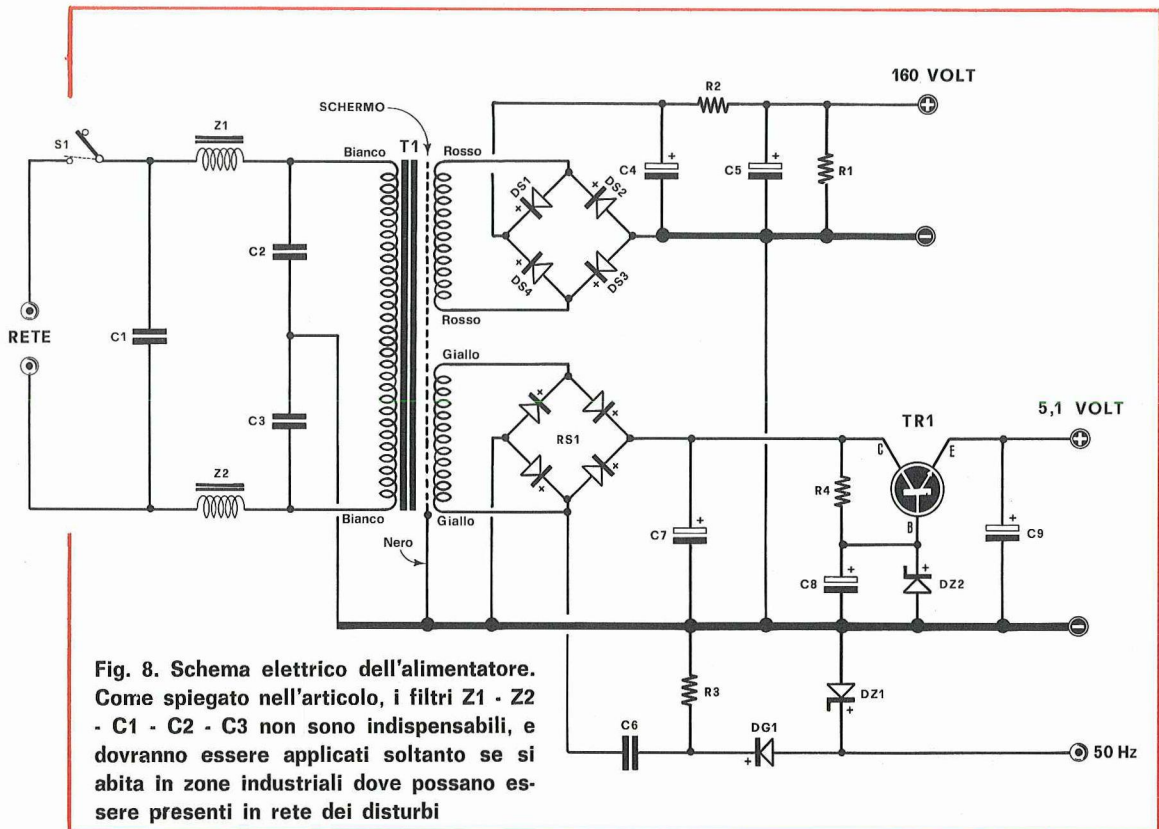 160 VOLT
R2
SCHERMO
Z1
S1
Bianco
T1
Rosso
DS1
DS2
C4
+
C5
+
R1
C2
DS4
DS3
RETE
C1
Rosso
Giallo
C3
RS1
5,1 VOLT
TR1
C
E
B
R4
Z2
Bianco
Giallo
Nero
C7
+
C8
+
DZ2
+
C9
+
R3
DZ1
+
C6
DG1
+
50 Hz
Fig. 8. Schema elettrico dell'alimentatore.
Come spiegato nell'articolo, i filtri Z1 - Z2
- C1 - C2 - C3 non sono indispensabili, e
dovranno essere applicati soltanto se si
abita in zone industriali dove possano es-
sere presenti in rete dei disturbi